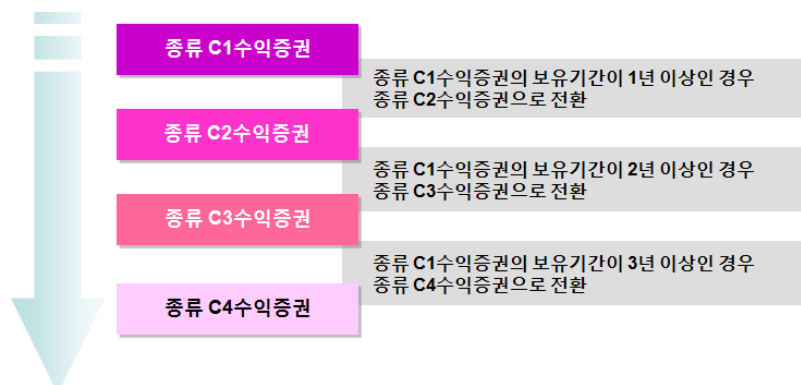 종류 C1수익증권
종류 C1수익증권의 보유기간이 1년 이상인 경우
종류 C2수익증권으로 전환
종류 C2수익증권
종류 C1수익증권의 보유기간이 2년 이상인 경우
종류 C3수익증권으로 전환
종류 C3수익증권
종류 C1수익증권의 보유기간이 3년 이상인 경우
종류 C4수익증권으로 전환
종류 C4수익증권